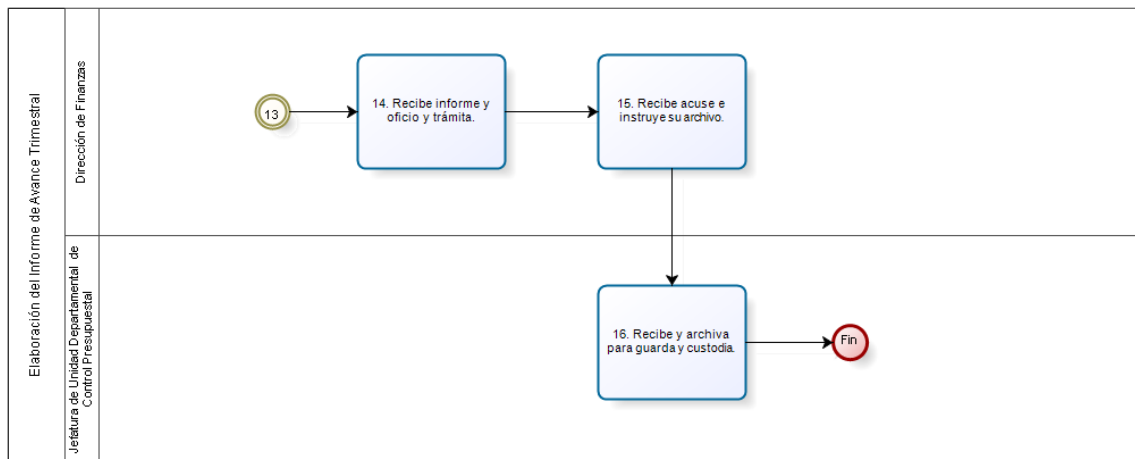 Elaboración del Informe de Avance Trimestral
Dirección de Finanzas
13
14. Recibe informe y
oficio y trámita.
15. Recibe acuse e
instruye su archivo.
Jefatura de Unidad Departamental de
Control Presupuestal
16. Recibe y archiva
para guarda y custodia.
Fin